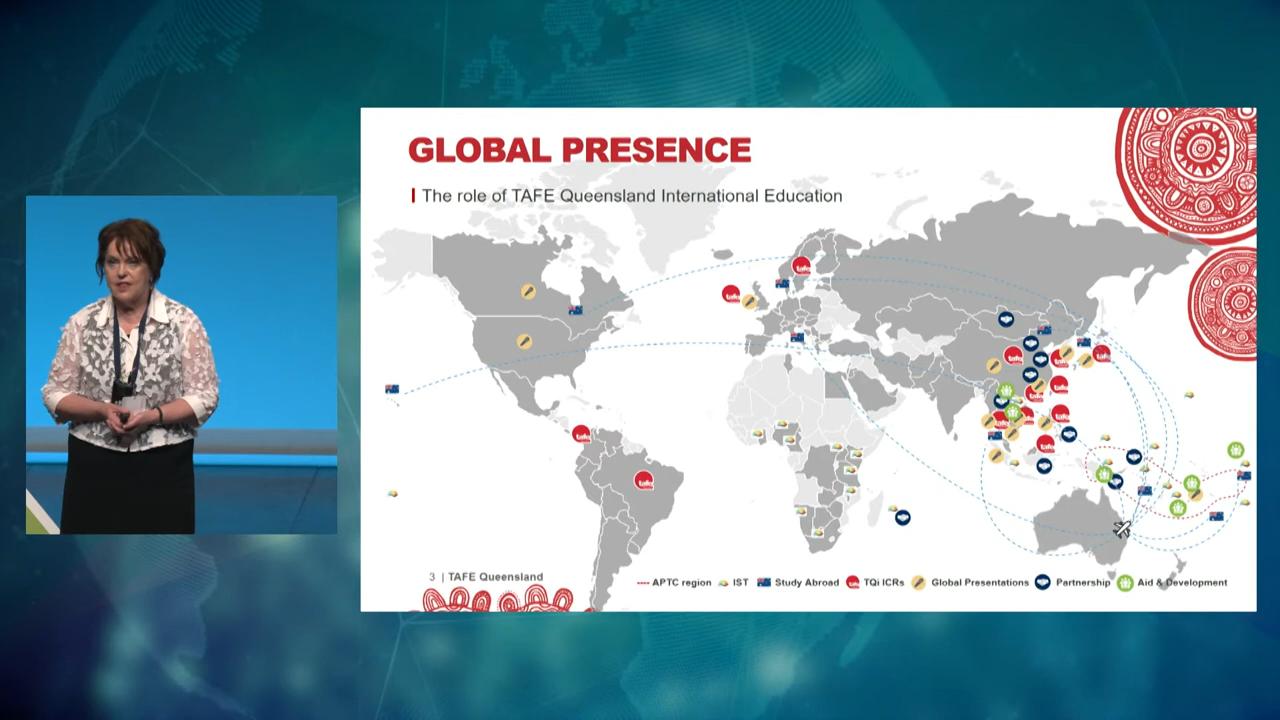 GLOBAL PRESENCE
The role of TAFE Queensland International Education
3 | TAFE Queensland
APTC region IST Study Abroad TQi ICRs Global Presentations Partnership Aid & Development